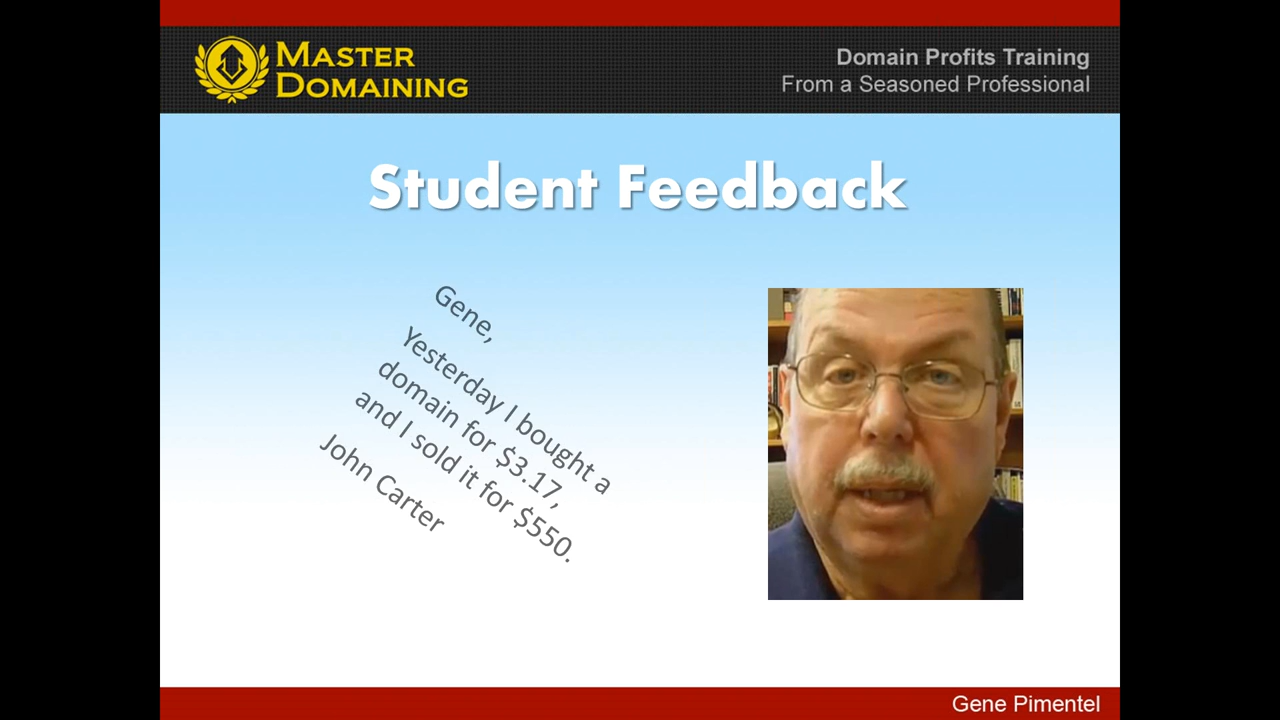 MASTER
DOMAINING
Domain Profits Training
From a Seasoned Professional
Student Feedback
Gene,
Yesterday I bought a
domain for $3.17,
and I sold it for $550.
John Carter
Gene Pimentel